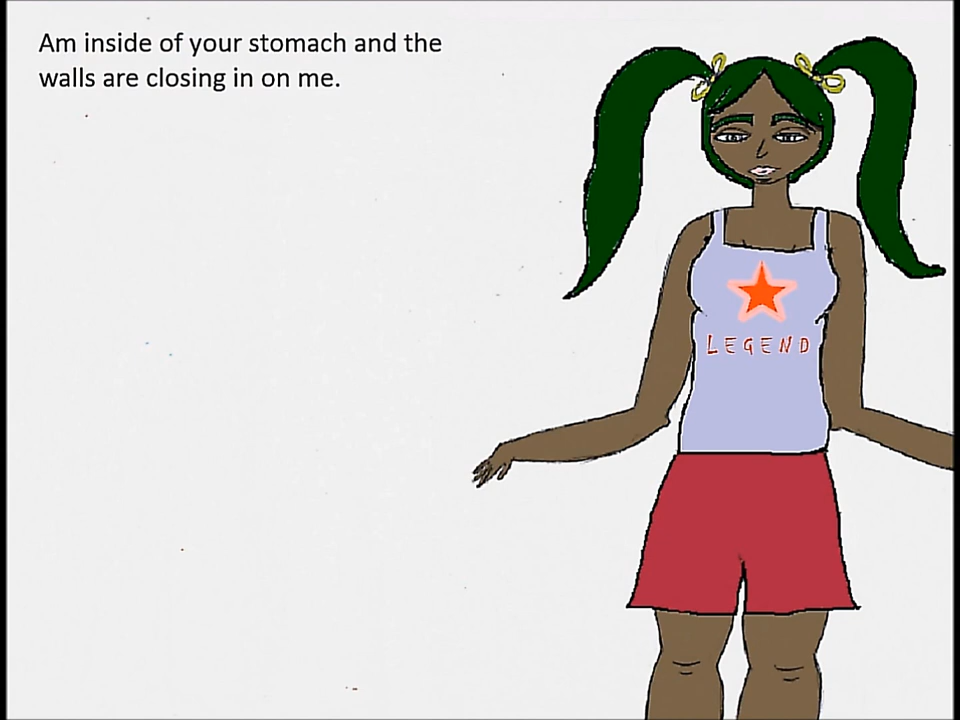 Am inside of your stomach and the
walls are closing in on me.
LEGEND